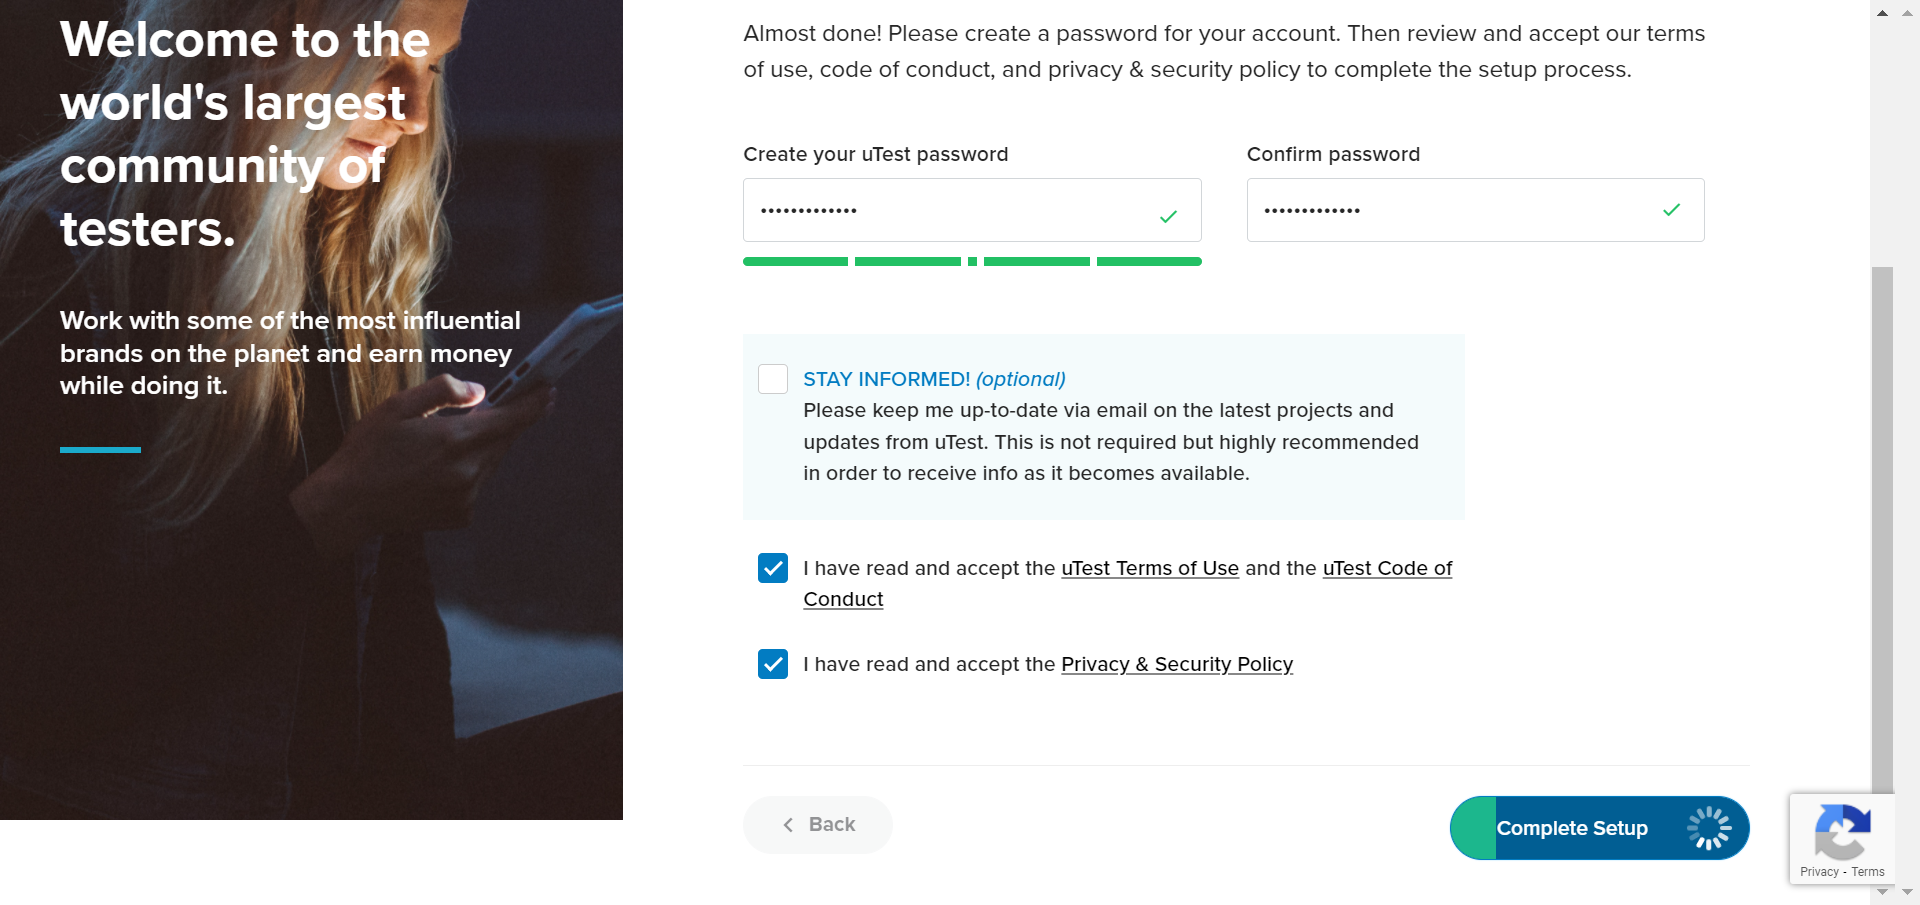 Welcome to the
world's largest
community of
testers.
Work with some of the most influential
brands on the planet and earn money
while doing it.
Almost done! Please create a password for your account. Then review and accept our terms
of use, code of conduct, and privacy & security policy to complete the setup process.
Create your uTest password
•••••••••••••
Confirm password
•••••••••••••
STAY INFORMED! (optional)
Please keep me up-to-date via email on the latest projects and
updates from uTest. This is not required but highly recommended
in order to receive info as it becomes available.
I have read and accept the uTest Terms of Use and the uTest Code of
Conduct
I have read and accept the Privacy & Security Policy
Back
Complete Setup
Privacy - Terms